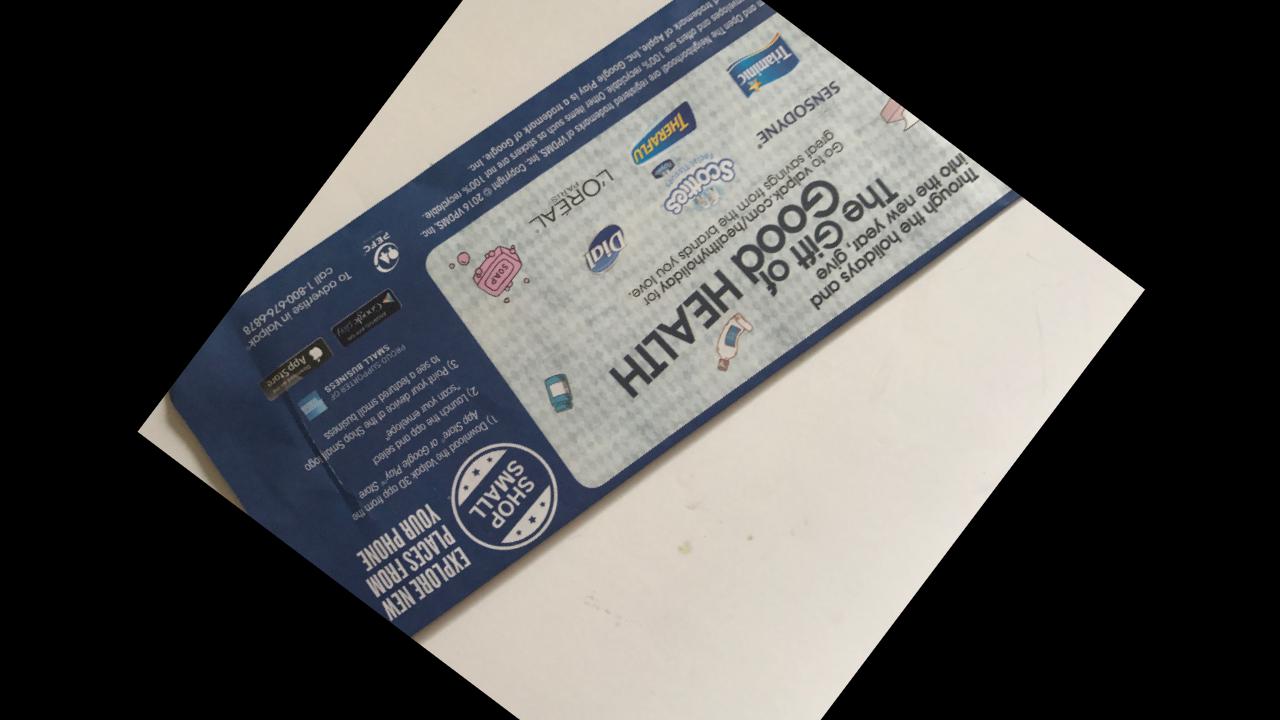 EXPLORE NEW
PLACES FROM
YOUR PHONE
SHOP
SMALL
1) Download the Valpak 3D app from the
App Store® or Google Play™ Store
2) Launch the app and select
"scan your envelope"
3) Point your device at the Shop Small logo
to see a featured small business
PROUD SUPPORTER OF
SMALL BUSINESS
App Store
Google play
To advertise in Valpak®
call 1-800-676-6878
PEFC
Through the holidays and
into the new year, give
The Gift of
GOOD HEALTH
Go to valpak.com/healthyholiday for
great savings from the brands you love.
SENSODYNE®
Triaminic
Scotties
THERAFLU
Dial
L'ORÉAL
PARIS
SOAP
and Open The Neighborhood are registered trademarks of VPDMS, Inc. Copyright © 2016 VPDMS, Inc.
envelopes and offers are 100% recyclable. Other items such as stickers are not 100% recyclable.
trademark of Apple, Inc. Google Play is a trademark of Google, Inc.